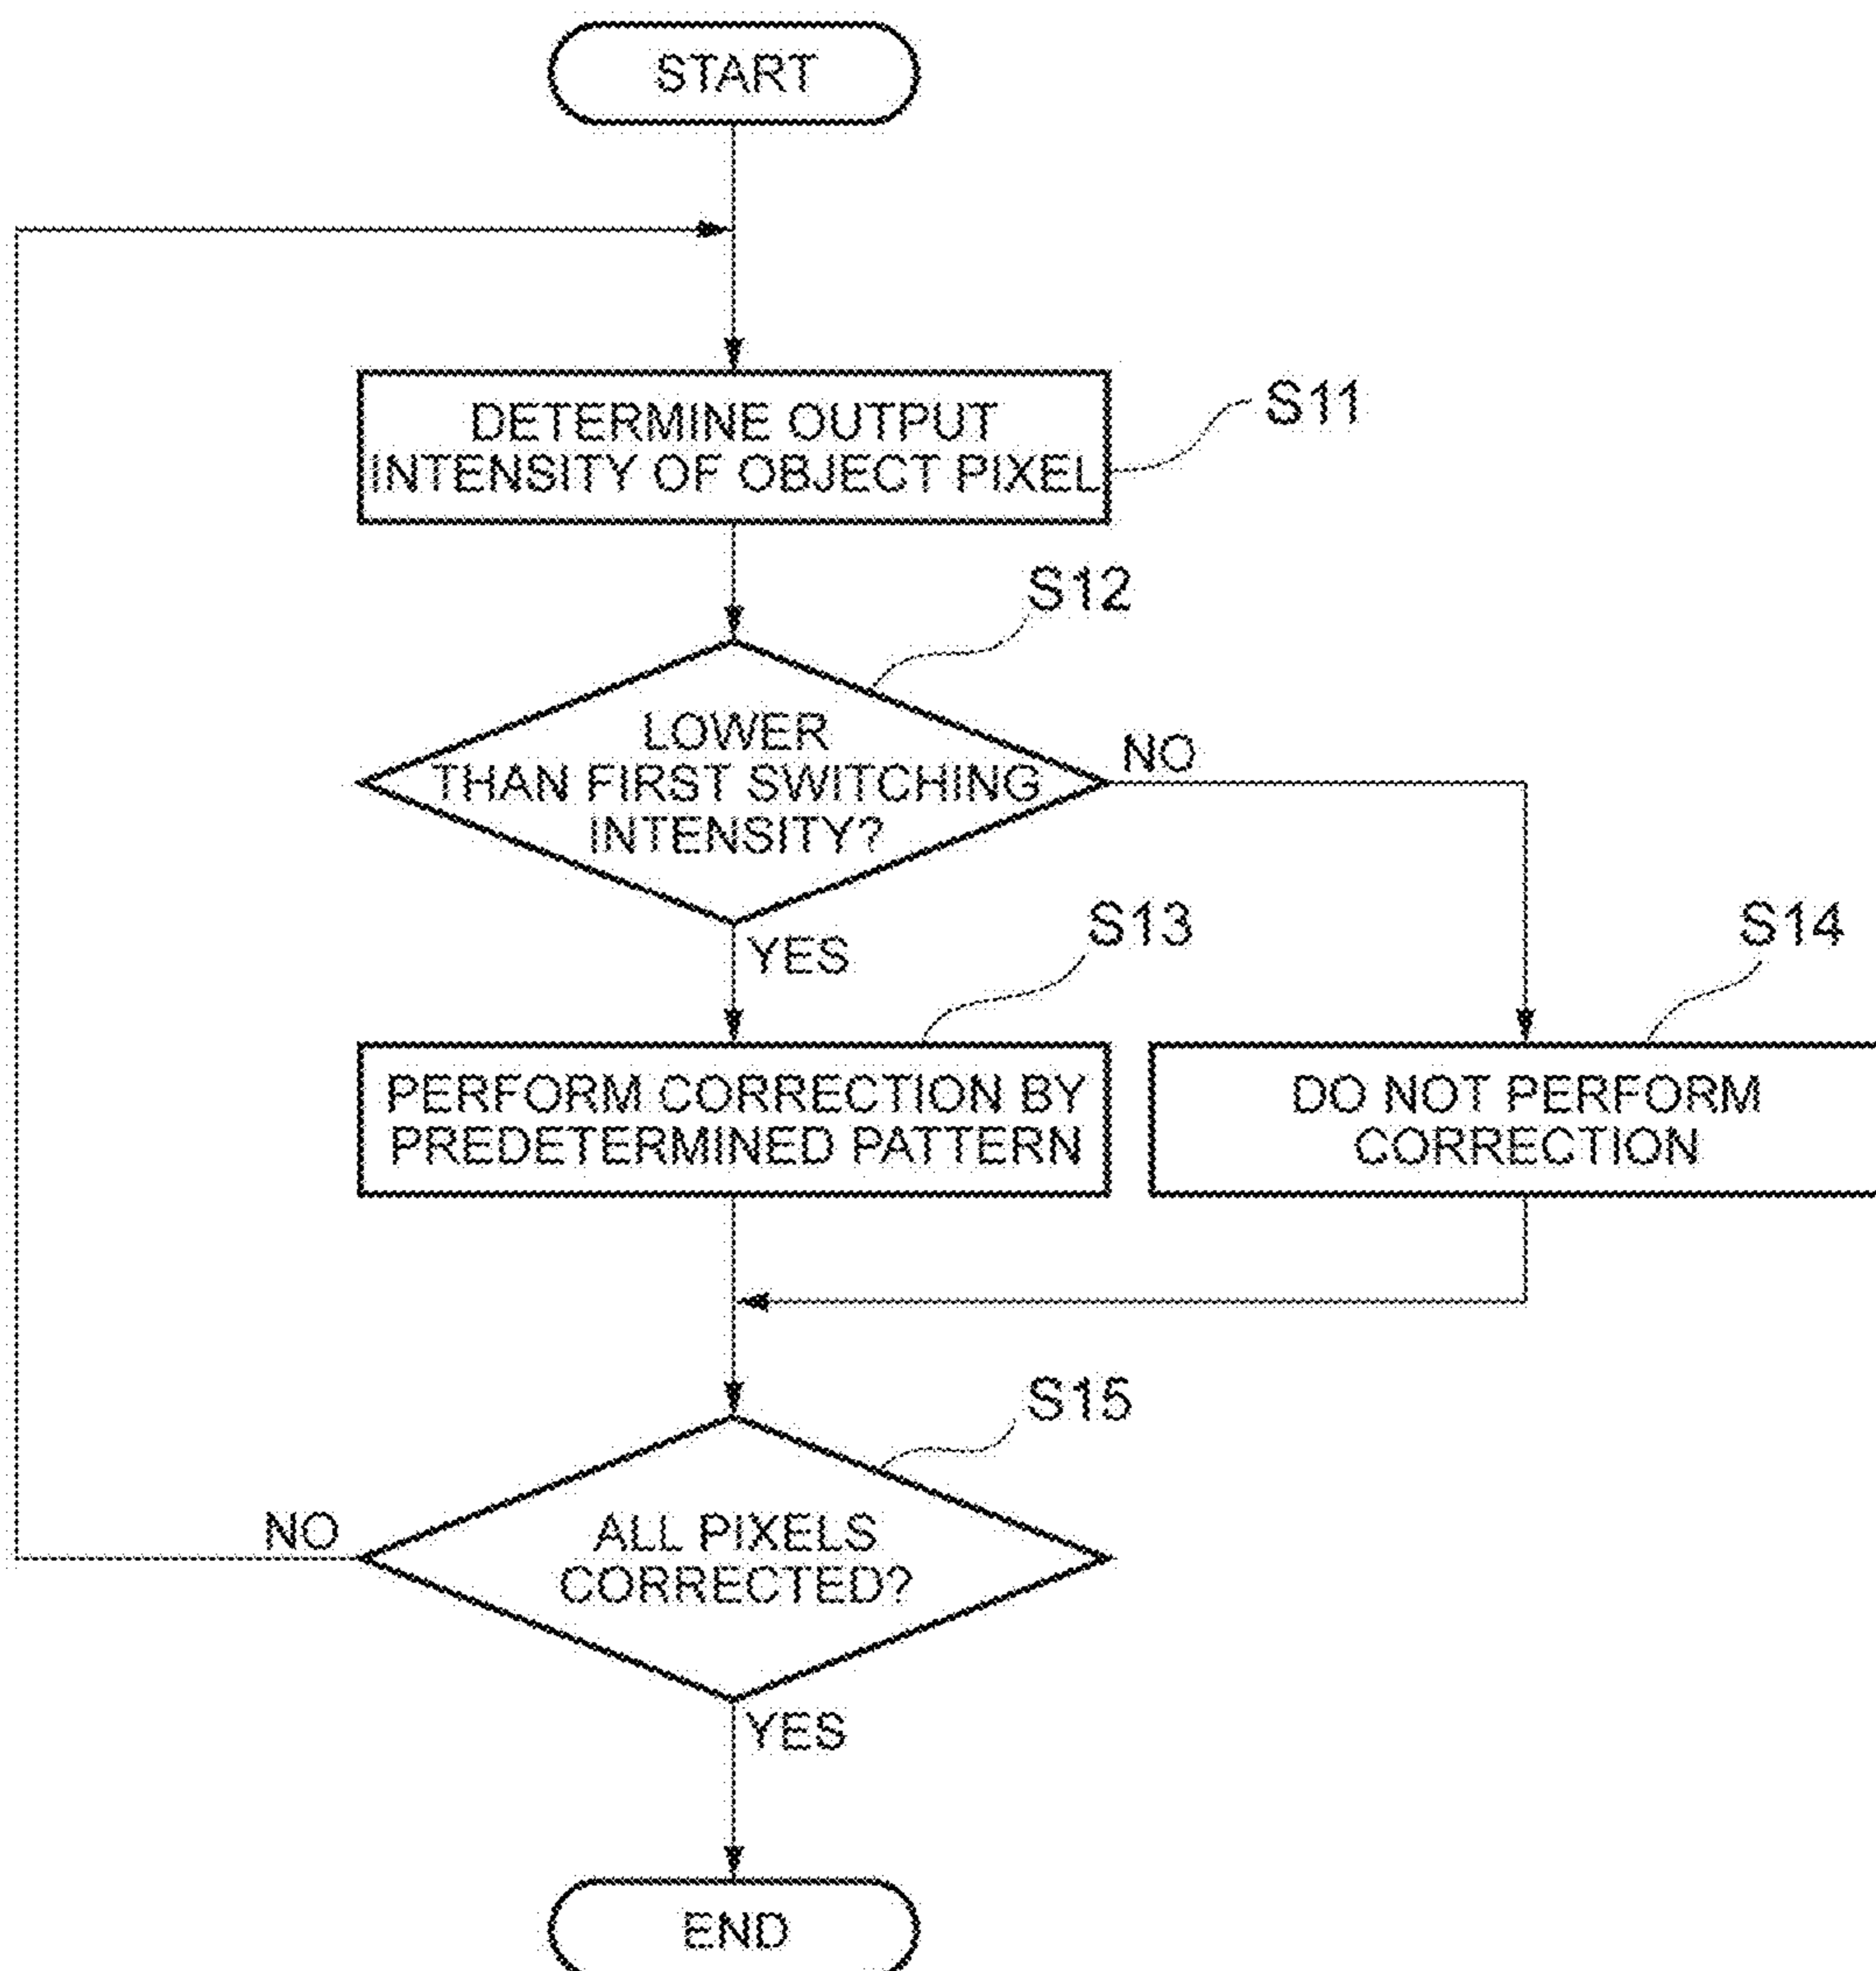 START
DETERMINE OUTPUT
INTENSITY OF OBJECT PIXEL
S11
S12
LOWER
THAN FIRST SWITCHING
INTENSITY?
NO
YES
S13
S14
PERFORM CORRECTION BY
PREDETERMINED PATTERN
DO NOT PERFORM
CORRECTION
S15
ALL PIXELS
CORRECTED?
NO
YES
END